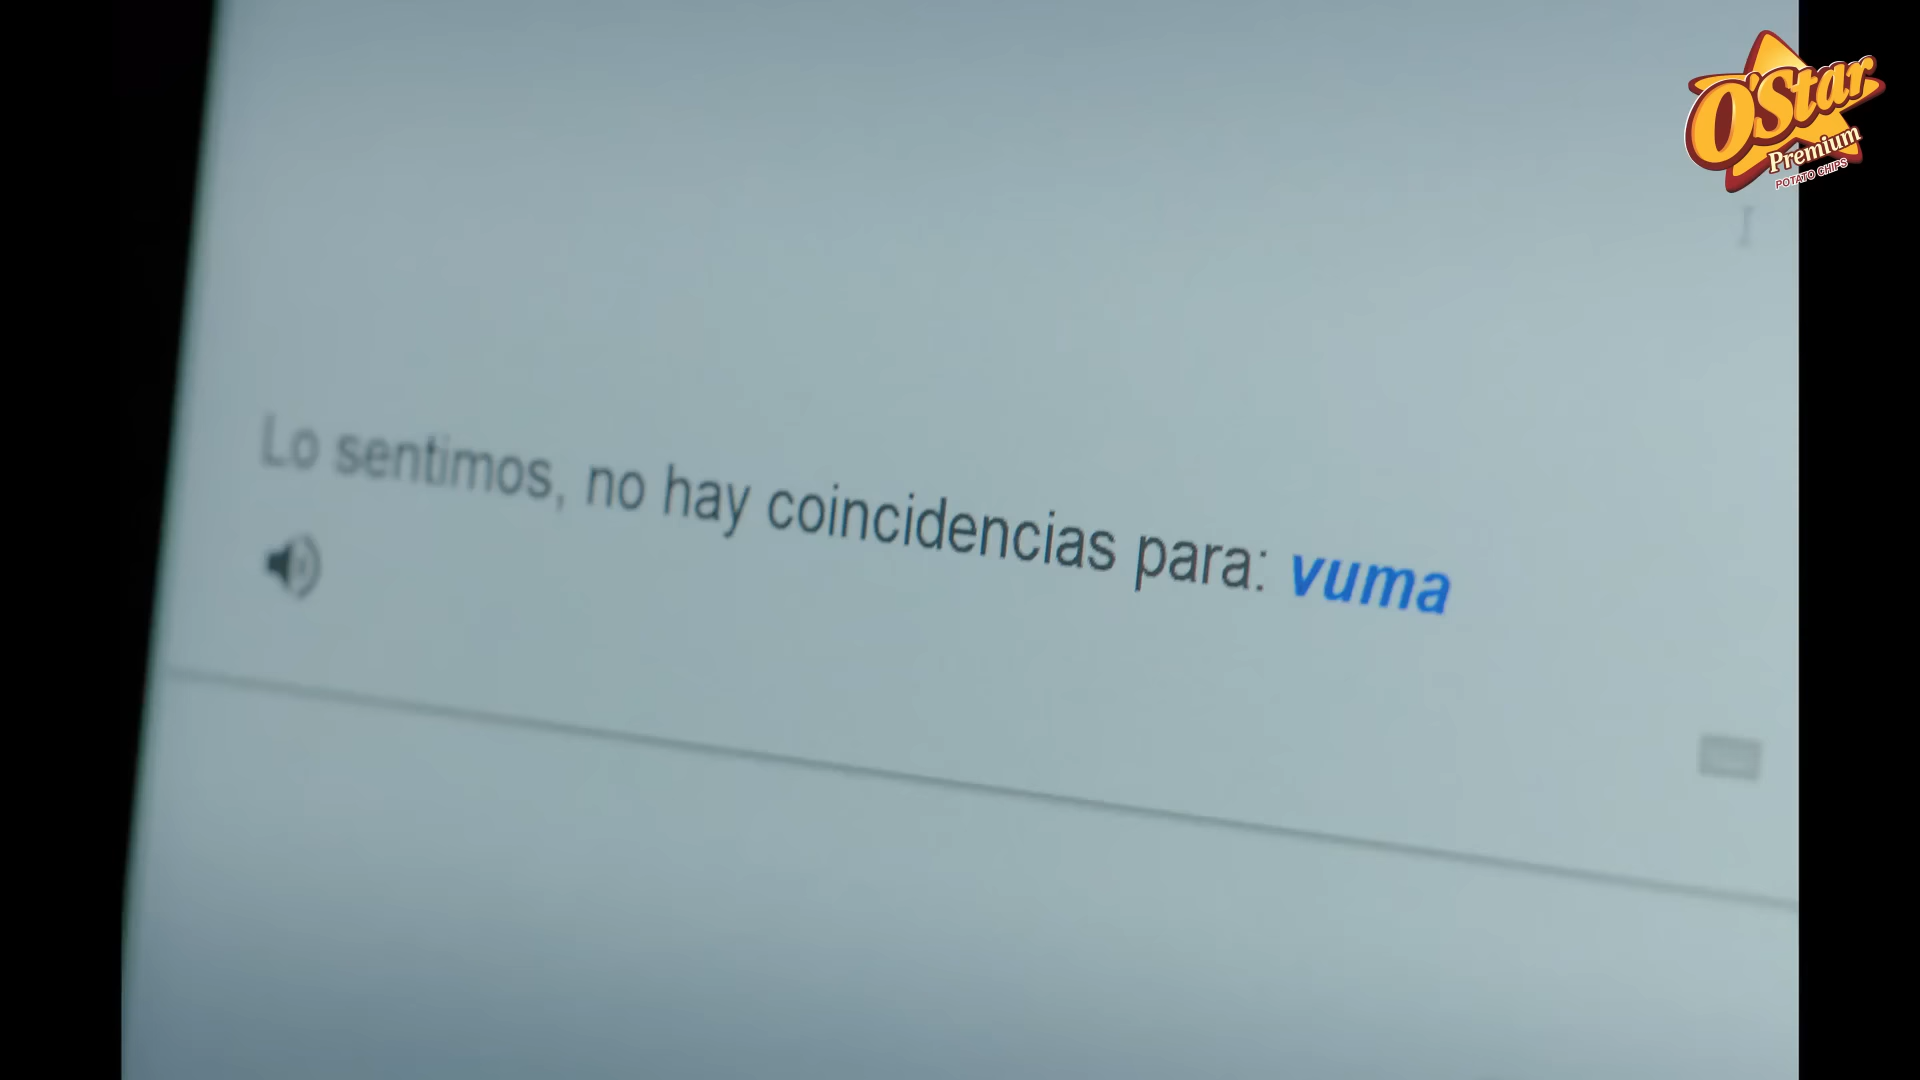 O'Star
Premium
POTATO CHIPS
Lo sentimos, no hay coincidencias para: vuma